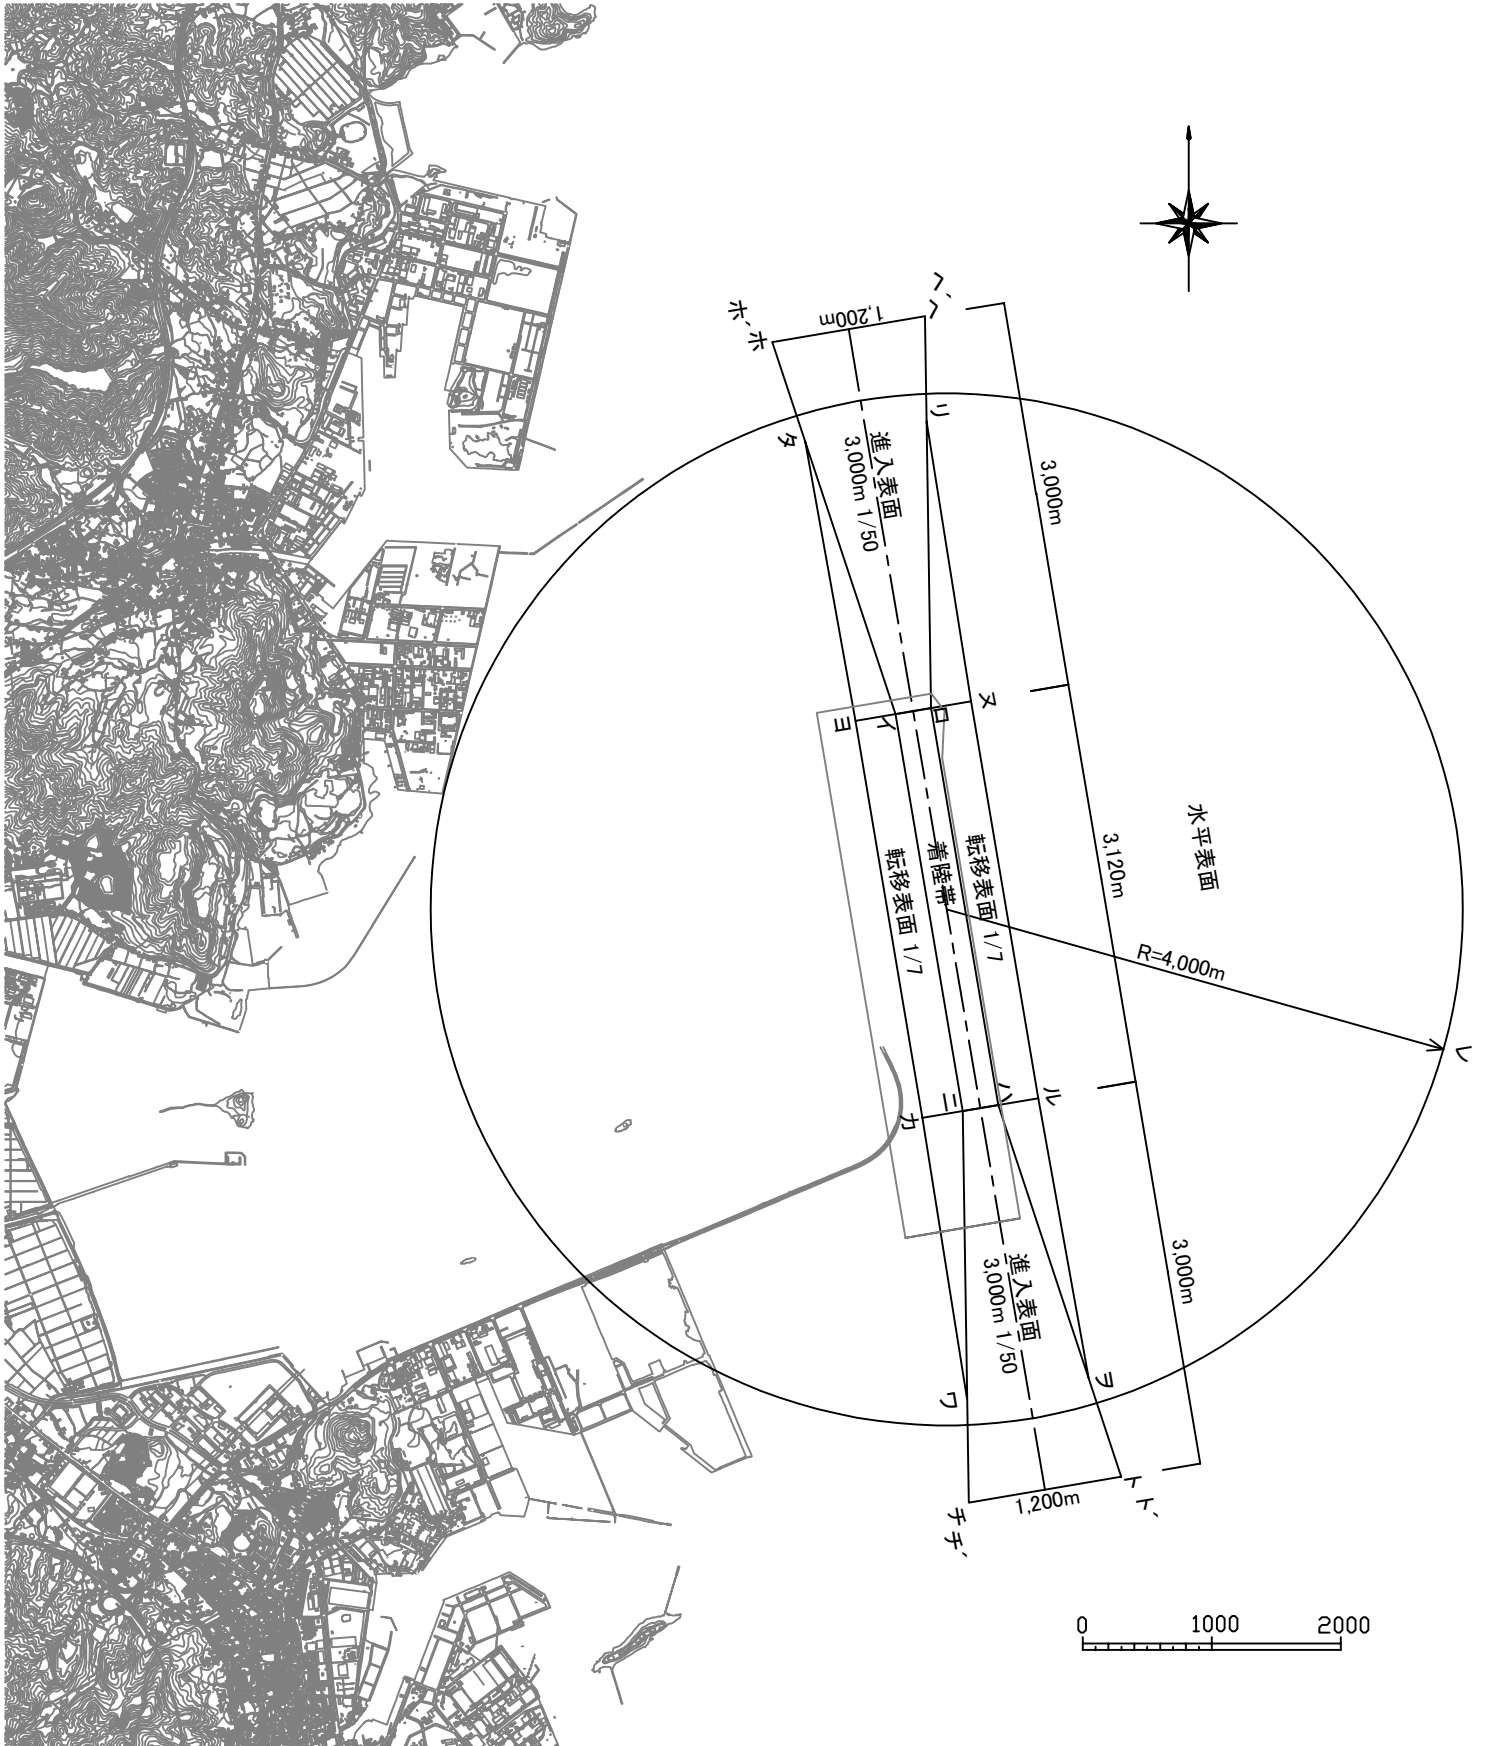 ヘ、
ヘ
ホ、ホ
1,200m
リ
タ
進入表面
3,000m 1/50
3,000m
ヌ
ヨ
イ
ロ
水平表面
3,120m
着陸帯
転移表面 1/7
転移表面 1/7
R=4,000m
レ
ニ
ハ
ル
カ
進入表面
3,000m 1/50
3,000m
ヲ
ワ
ト ト、
1,200m
チ チ、
0 1000 2000